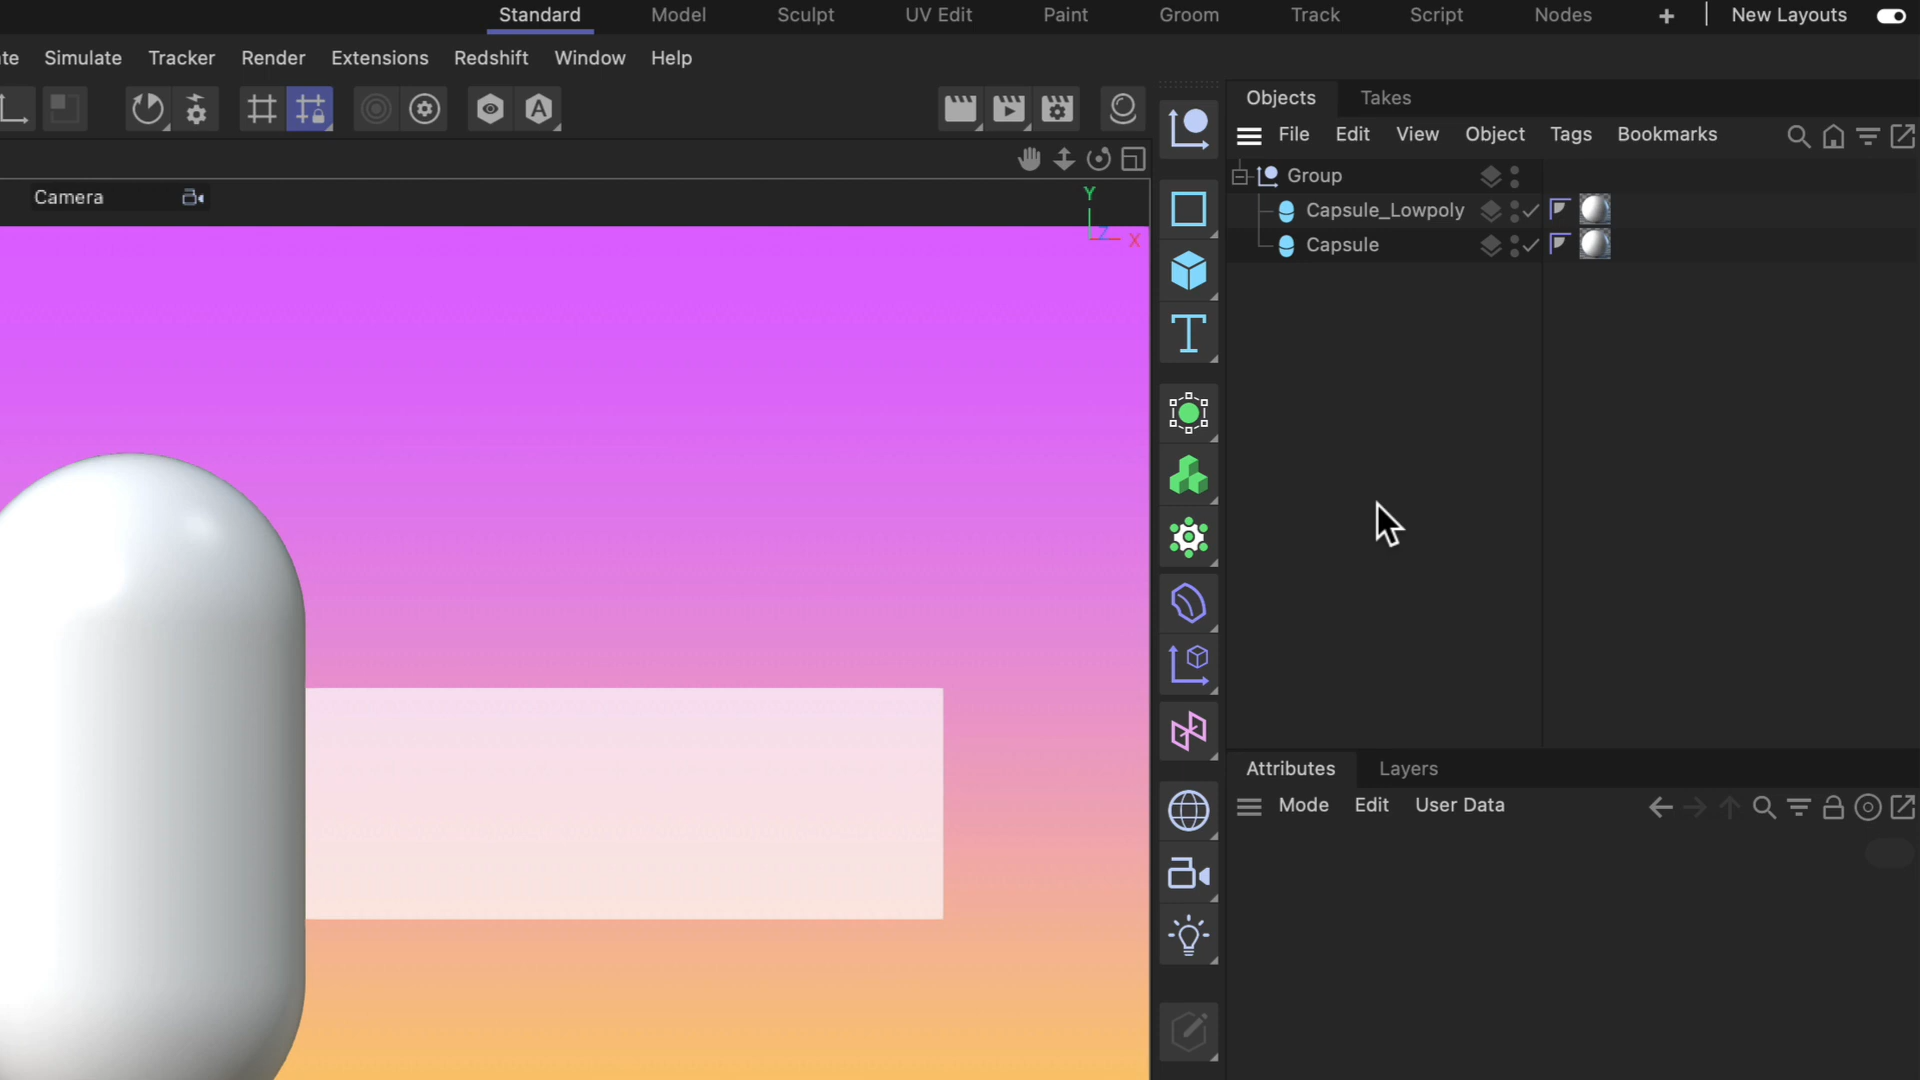 Standard Model Sculpt UV Edit Paint Groom Track Script Nodes + New Layouts
te Simulate Tracker Render Extensions Redshift Window Help
Objects Takes
File Edit View Object Tags Bookmarks
Camera
Y
Z
X
Group
Capsule_Lowpoly
Capsule
Attributes Layers
Mode Edit User Data